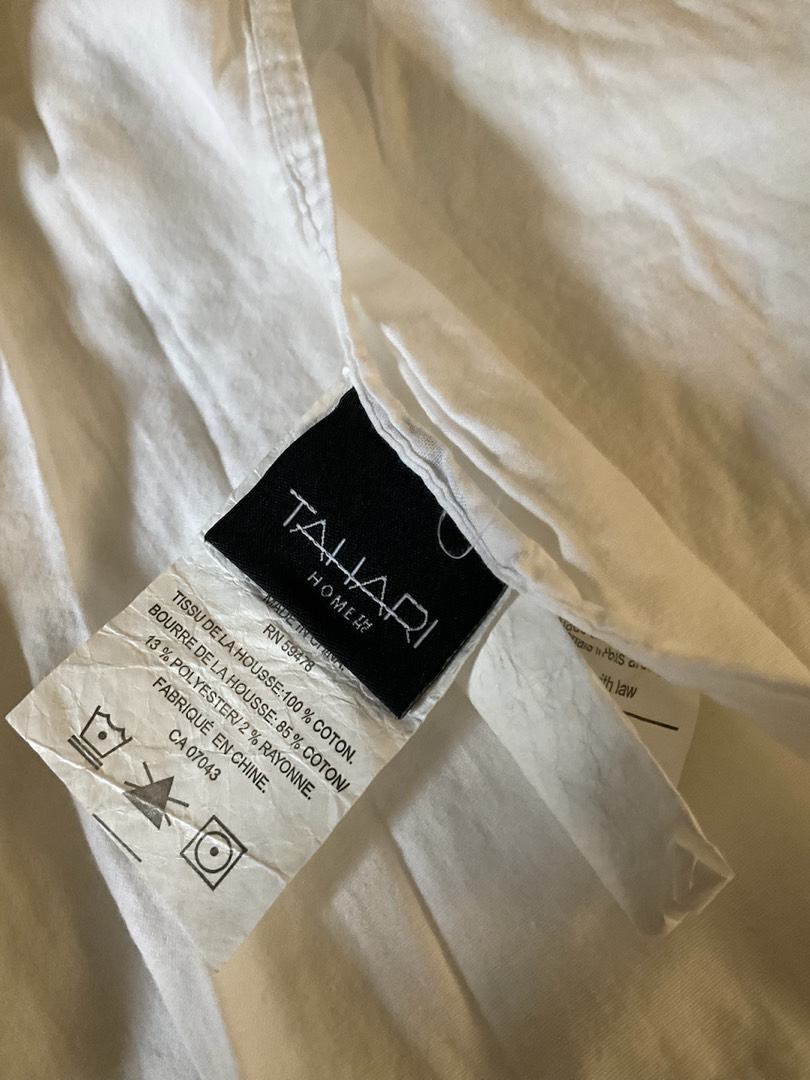 TAHARI
HOME
MADE IN CHINA
RN 59478
TISSU DE LA HOUSSE:100 % COTON.
BOURRE DE LA HOUSSE: 85 % COTON/
13 % POLYESTER/ 2 % RAYONNE.
FABRIQUÉ EN CHINE.
CA 07043
with law